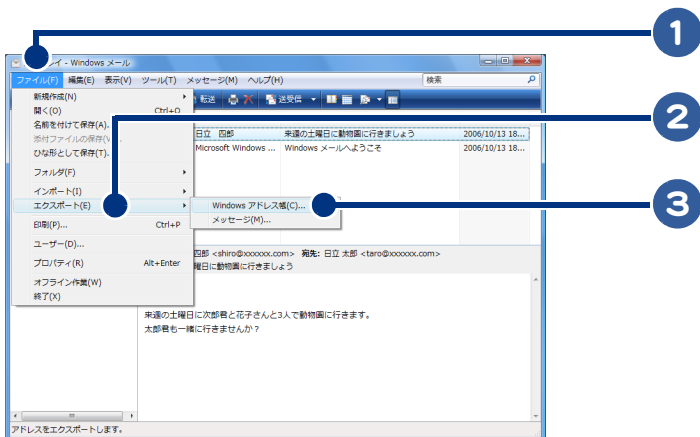 1
イ - Windows メール
ファイル(F) 編集(E) 表示(V) ツール(T) メッセージ(M) ヘルプ(H) 検索
新規作成(N)
転送 送受信
開く(O) Ctrl+O
名前を付けて保存(A)...
2
添付ファイルの保存(V)...
日立 四郎 来週の土曜日に動物園に行きましょう 2006/10/13 18...
ひな形として保存(T)...
Microsoft Windows ... Windows メールへようこそ 2006/10/13 18...
フォルダ(F)
インポート(I)
エクスポート(E)
Windows アドレス帳(C)...
3
メッセージ(M)...
印刷(P)... Ctrl+P
ユーザー(D)...
四郎 <shiro@xxxxxx.com> 宛先: 日立 太郎 <taro@xxxxxx.com>
プロパティ(R) Alt+Enter
曜日に動物園に行きましょう
オフライン作業(W)
終了(X)
来週の土曜日に次郎君と花子さんと3人で動物園に行きます。
太郎君も一緒に行きませんか？
アドレスをエクスポートします。